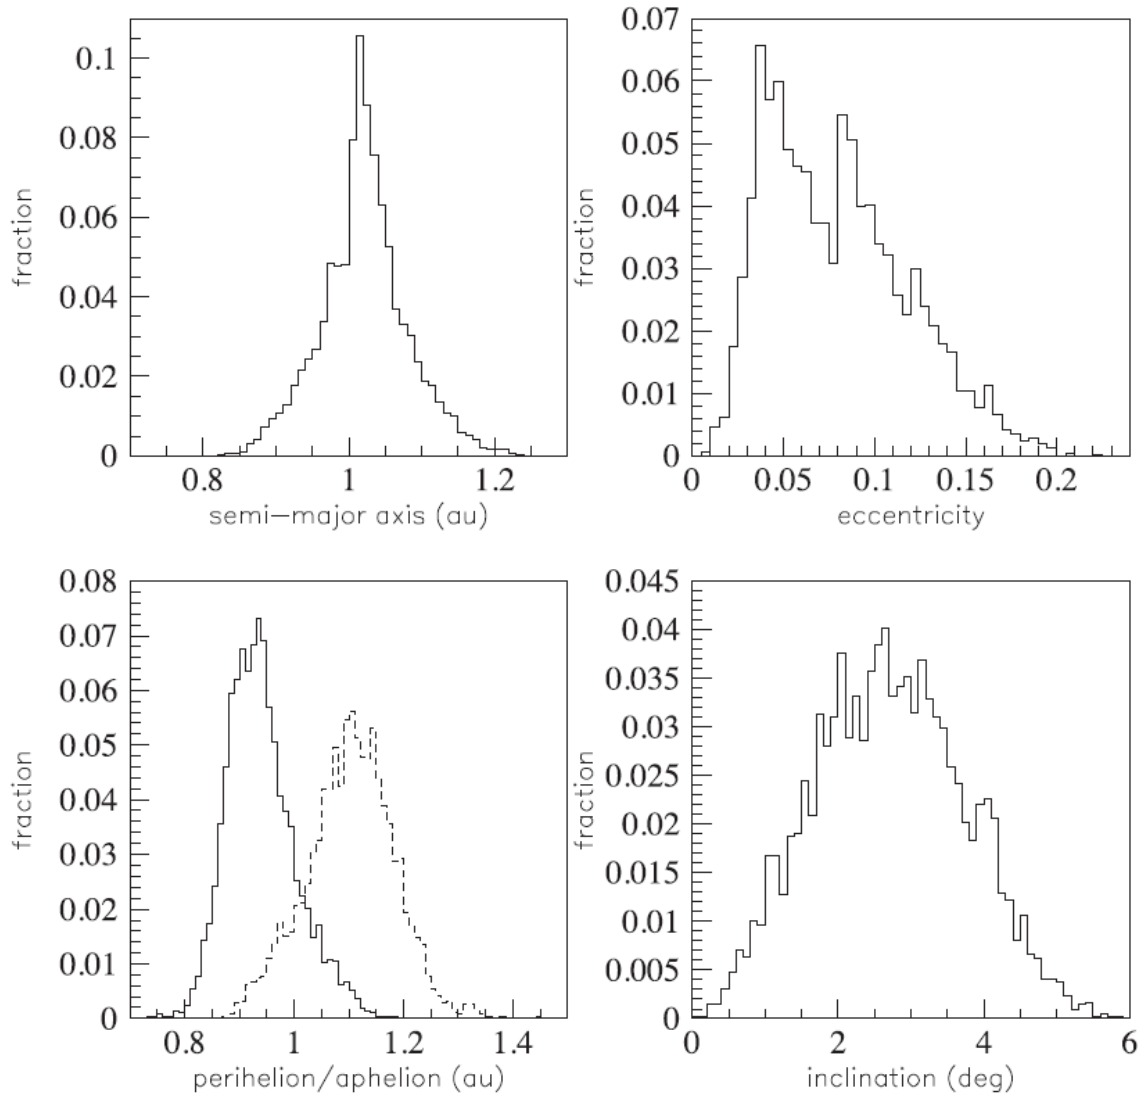 0.1
0.08
0.06
0.04
0.02
0
fraction
0.8 1 1.2
semi-major axis (au)
0.07
0.06
0.05
0.04
0.03
0.02
0.01
0
fraction
0 0.05 0.1 0.15 0.2
eccentricity
0.08
0.07
0.06
0.05
0.04
0.03
0.02
0.01
0
fraction
0.8 1 1.2 1.4
perihelion/aphelion (au)
0.045
0.04
0.035
0.03
0.025
0.02
0.015
0.01
0.005
0
fraction
0 2 4 6
inclination (deg)